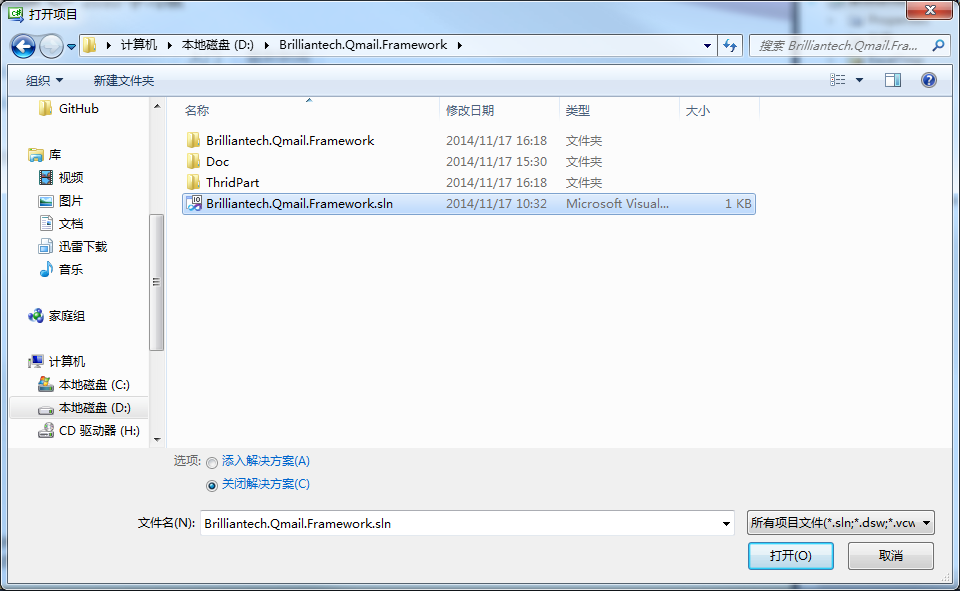 打开项目
计算机 本地磁盘 (D:) Brilliantech.Qmail.Framework
搜索 Brilliantech.Qmail.Fra...
组织 新建文件夹
名称 修改日期 类型 大小
GitHub
库
视频
图片
文档
迅雷下载
音乐
家庭组
计算机
本地磁盘 (C:)
本地磁盘 (D:)
CD 驱动器 (H:)
Brilliantech.Qmail.Framework 2014/11/17 16:18 文件夹
Doc 2014/11/17 15:30 文件夹
ThridPart 2014/11/17 16:18 文件夹
Brilliantech.Qmail.Framework.sln 2014/11/17 10:32 Microsoft Visual... 1 KB
选项: 添入解决方案(A)
关闭解决方案(C)
文件名(N): Brilliantech.Qmail.Framework.sln 所有项目文件(*.sln;*.dsw;*.vcw
打开(O) 取消